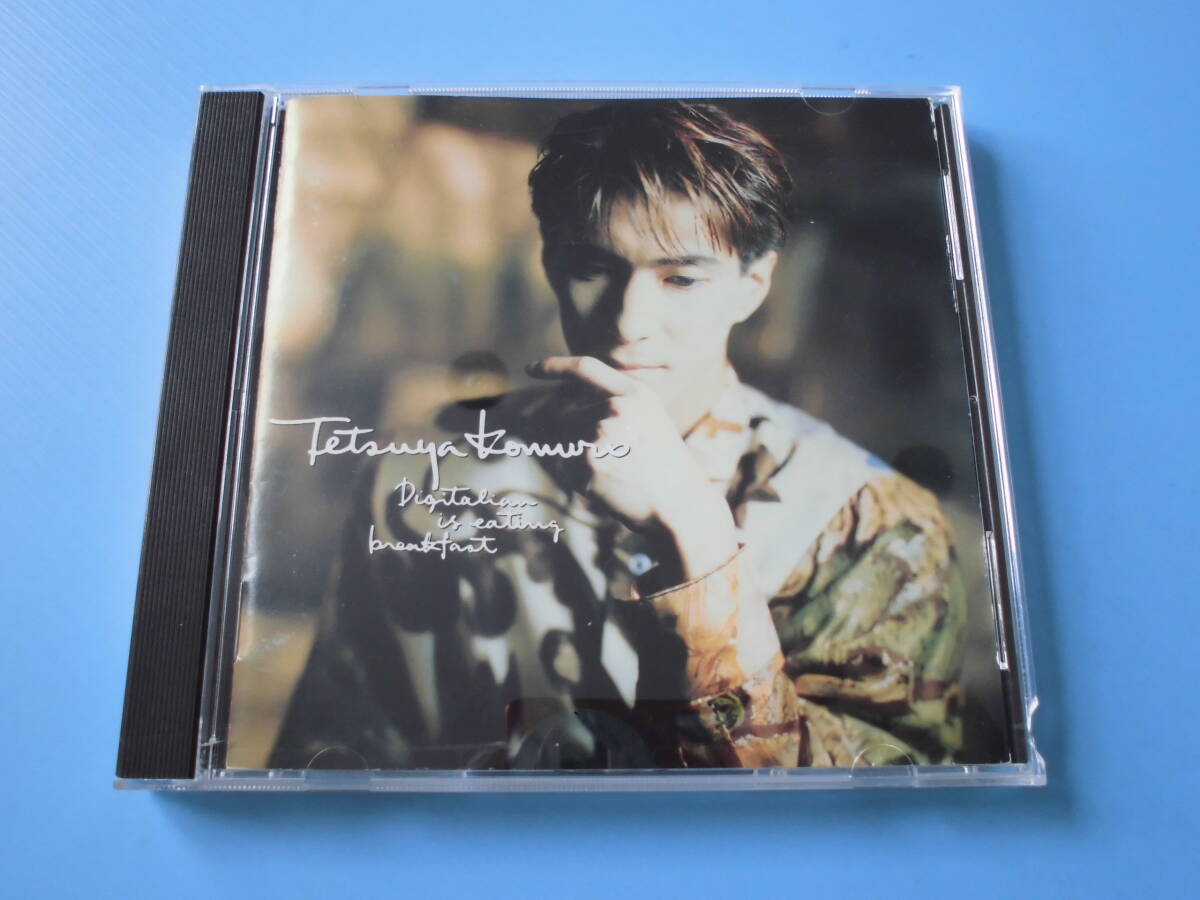 Tetsuya Komuro
Digitalian
is eating
breakfast